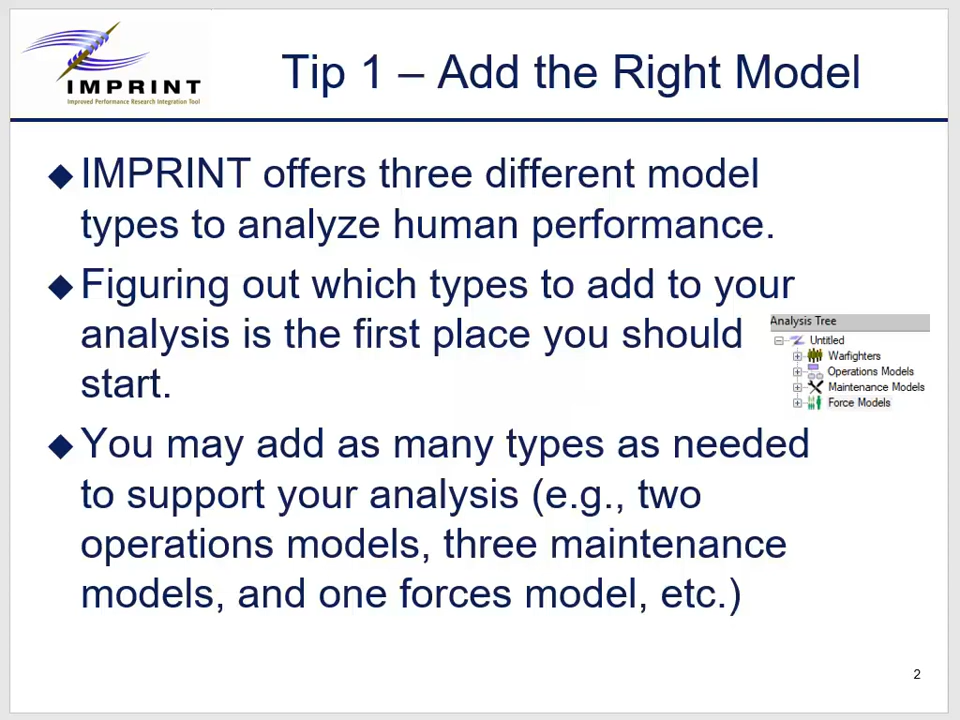 IMPRINT
Improved Performance Research Integration Tool
Tip 1 – Add the Right Model
IMPRINT offers three different model
types to analyze human performance.
Figuring out which types to add to your
analysis is the first place you should
start.
Analysis Tree
Untitled
Warfighters
Operations Models
Maintenance Models
Force Models
You may add as many types as needed
to support your analysis (e.g., two
operations models, three maintenance
models, and one forces model, etc.)
2